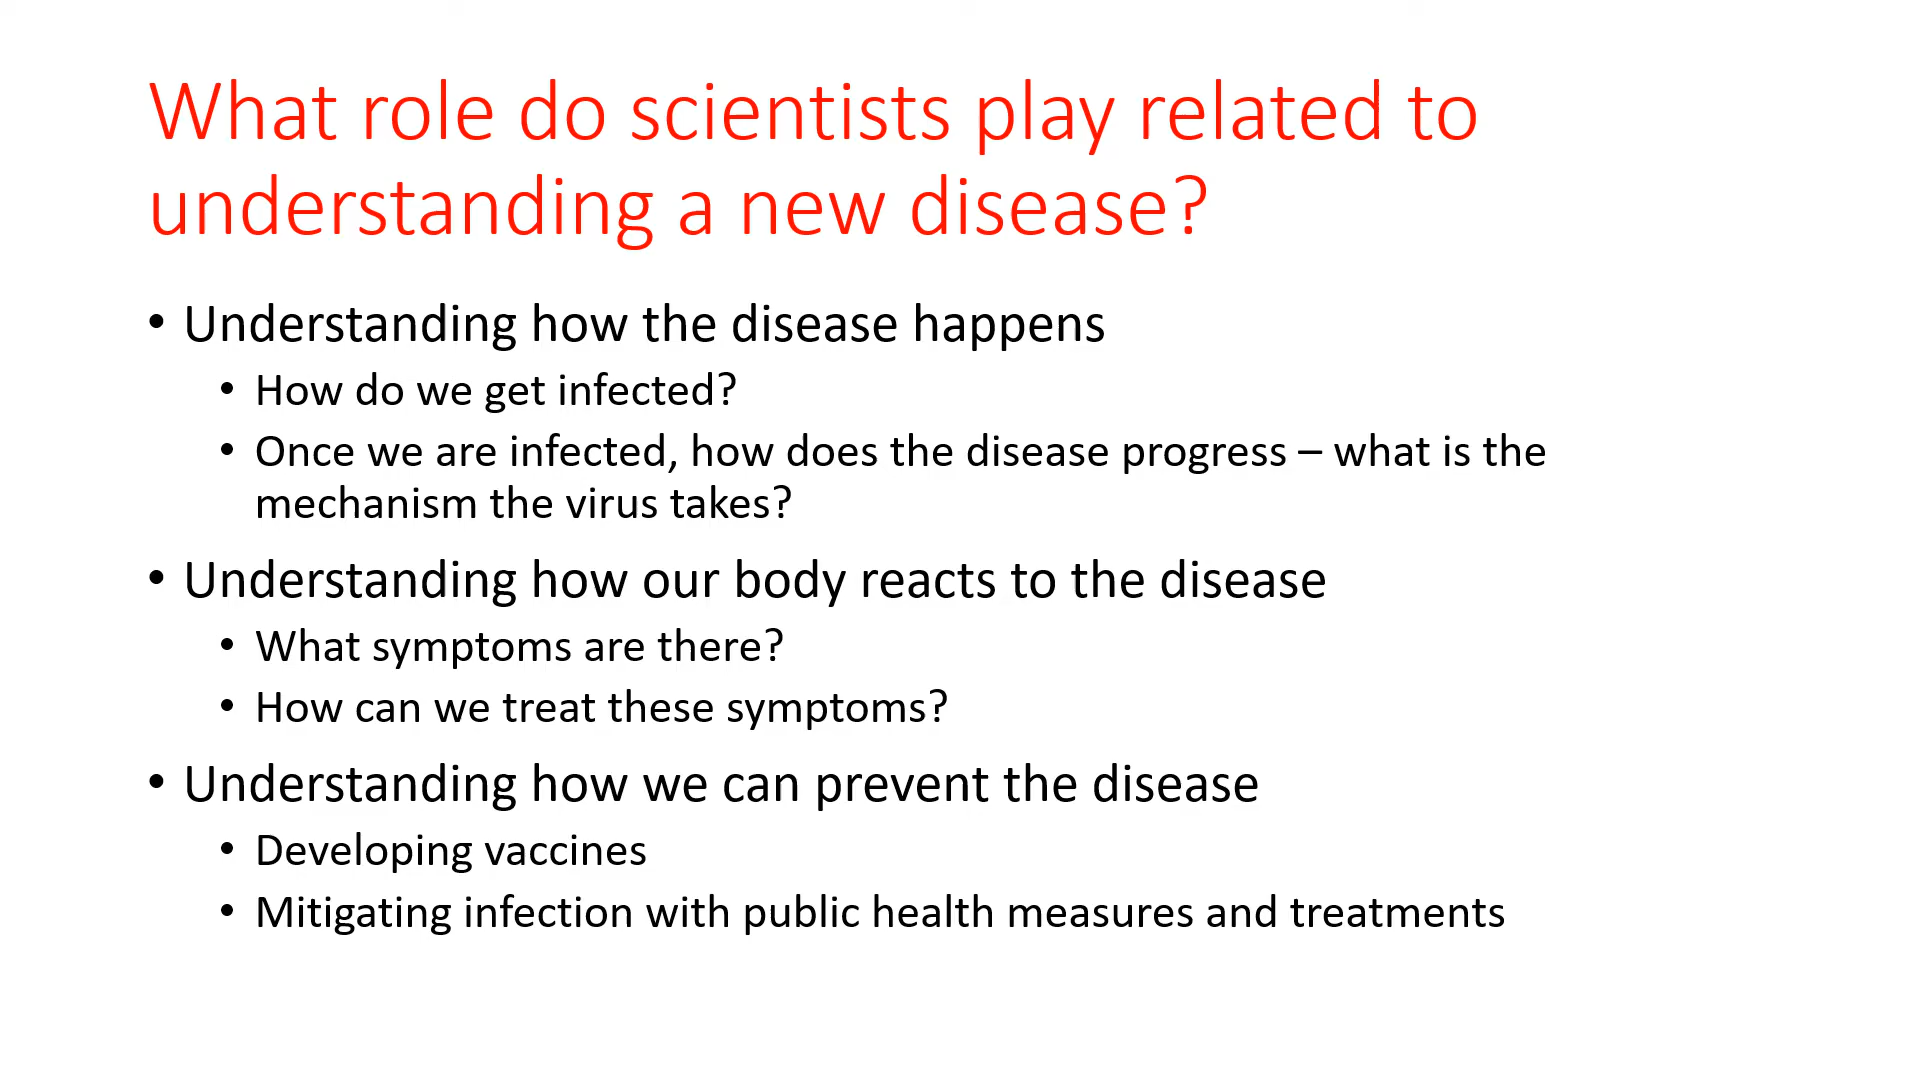 What role do scientists play related to
understanding a new disease?
• Understanding how the disease happens
• How do we get infected?
• Once we are infected, how does the disease progress – what is the
mechanism the virus takes?
• Understanding how our body reacts to the disease
• What symptoms are there?
• How can we treat these symptoms?
• Understanding how we can prevent the disease
• Developing vaccines
• Mitigating infection with public health measures and treatments